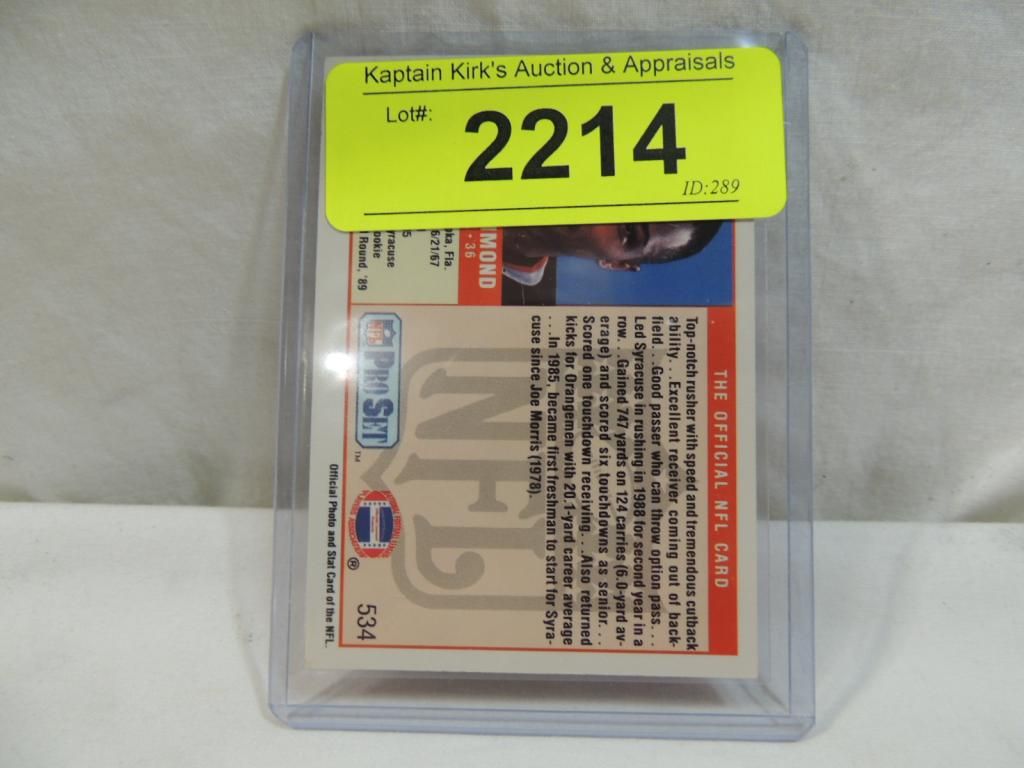 Kaptain Kirk's Auction & Appraisals
Lot#:
2214
ID:289
MOND
• 36
ka, Fla.
6/21/67
Round, '89
THE OFFICIAL NFL CARD
Top-notch rusher with speed and tremendous cutback
ability. . .Excellent receiver coming out of back-
field. . .Good passer who can throw option pass. . .
Led Syracuse in rushing in 1988 for second year in a
row. . .Gained 747 yards on 124 carries (6.0-yard av-
erage) and scored six touchdowns as senior. . .
Scored one touchdown receiving. . .Also returned
kicks for Orangemen with 20.1-yard career average
. . .In 1985, became first freshman to start for Syra-
cuse since Joe Morris (1978).
NFL
NFL PRO SET ™
®
534
Official Photo and Stat Card of the NFL.